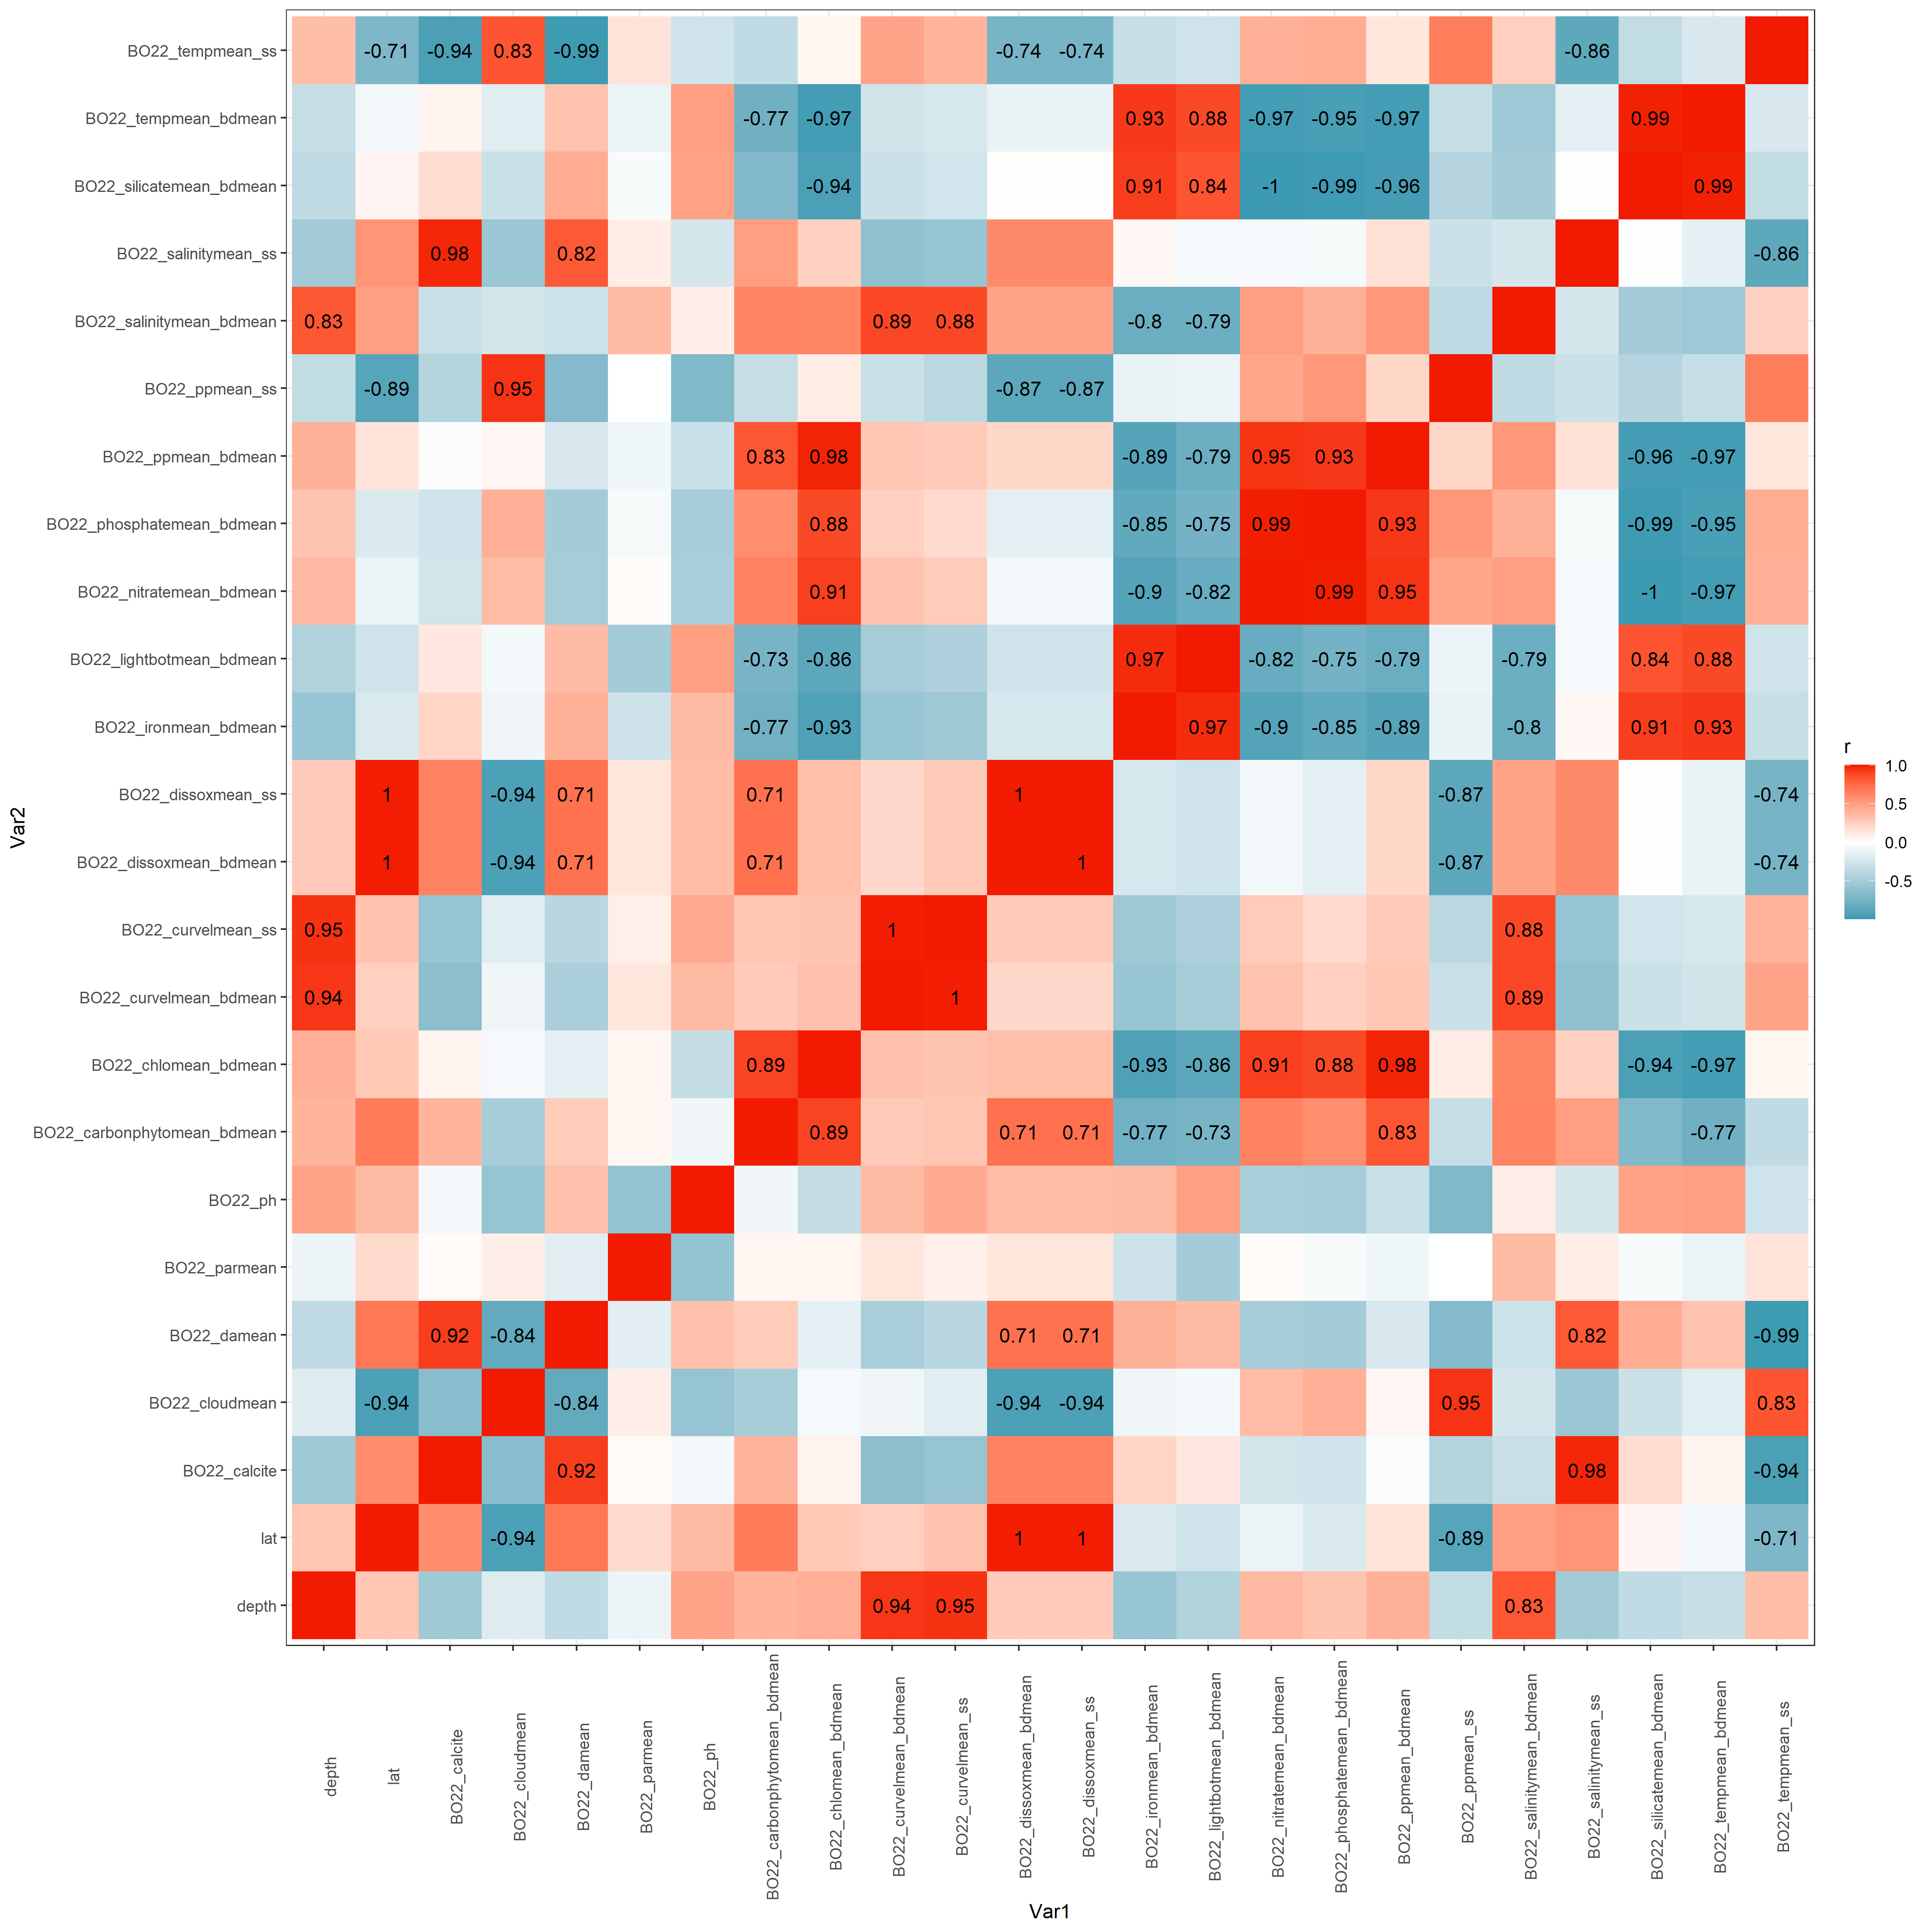 BO22_tempmean_ss -0.71 -0.94 0.83 -0.99 -0.74 -0.74 -0.86
BO22_tempmean_bdmean -0.77 -0.97 0.93 0.88 -0.97 -0.95 -0.97 0.99
BO22_silicatemean_bdmean -0.94 0.91 0.84 -1 -0.99 -0.96 0.99
BO22_salinitymean_ss 0.98 0.82 -0.86
BO22_salinitymean_bdmean 0.83 0.89 0.88 -0.8 -0.79
BO22_ppmean_ss -0.89 0.95 -0.87 -0.87
BO22_ppmean_bdmean 0.83 0.98 -0.89 -0.79 0.95 0.93 -0.96 -0.97
BO22_phosphatemean_bdmean 0.88 -0.85 -0.75 0.99 0.93 -0.99 -0.95
BO22_nitratemean_bdmean 0.91 -0.9 -0.82 0.99 0.95 -1 -0.97
BO22_lightbotmean_bdmean -0.73 -0.86 0.97 -0.82 -0.75 -0.79 -0.79 0.84 0.88
BO22_ironmean_bdmean -0.77 -0.93 0.97 -0.9 -0.85 -0.89 -0.8 0.91 0.93
BO22_dissoxmean_ss 1 -0.94 0.71 0.71 1 -0.87 -0.74
BO22_dissoxmean_bdmean 1 -0.94 0.71 0.71 1 -0.87 -0.74
BO22_curvelmean_ss 0.95 1 0.88
BO22_curvelmean_bdmean 0.94 1 0.89
BO22_chlomean_bdmean 0.89 -0.93 -0.86 0.91 0.88 0.98 -0.94 -0.97
BO22_carbonphytomean_bdmean 0.89 0.71 0.71 -0.77 -0.73 0.83 -0.77
BO22_ph
BO22_parmean
BO22_damean 0.92 -0.84 0.71 0.71 0.82 -0.99
BO22_cloudmean -0.94 -0.84 -0.94 -0.94 0.95 0.83
BO22_calcite 0.92 0.98 -0.94
lat -0.94 1 1 -0.89 -0.71
depth 0.94 0.95 0.83
Var2
depth
lat
BO22_calcite
BO22_cloudmean
BO22_damean
BO22_parmean
BO22_ph
BO22_carbonphytomean_bdmean
BO22_chlomean_bdmean
BO22_curvelmean_bdmean
BO22_curvelmean_ss
BO22_dissoxmean_bdmean
BO22_dissoxmean_ss
BO22_ironmean_bdmean
BO22_lightbotmean_bdmean
BO22_nitratemean_bdmean
BO22_phosphatemean_bdmean
BO22_ppmean_bdmean
BO22_ppmean_ss
BO22_salinitymean_bdmean
BO22_salinitymean_ss
BO22_silicatemean_bdmean
BO22_tempmean_bdmean
BO22_tempmean_ss
Var1
r
1.0
0.5
0.0
-0.5